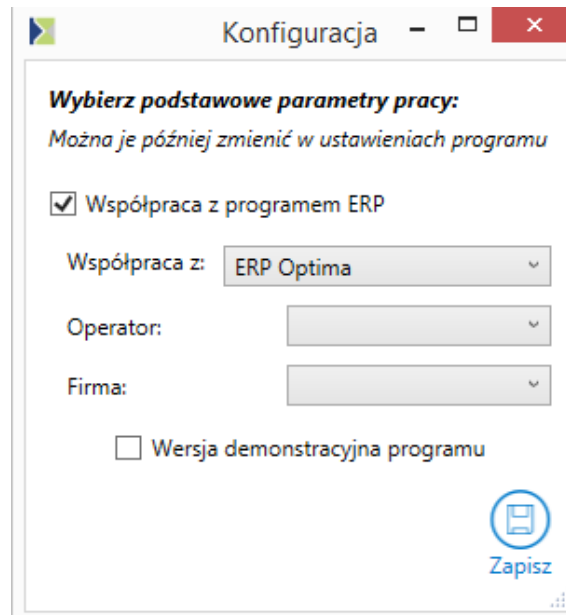 Konfiguracja
Wybierz podstawowe parametry pracy:
Można je później zmienić w ustawieniach programu
Współpraca z programem ERP
Współpraca z: ERP Optima
Operator:
Firma:
Wersja demonstracyjna programu
Zapisz